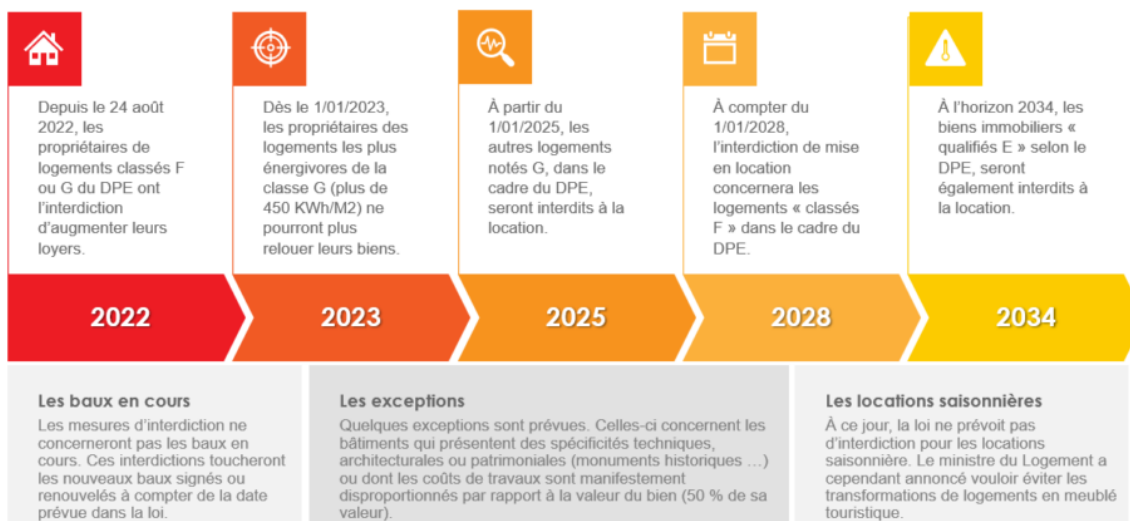 Depuis le 24 août
2022, les
propriétaires de
logements classés F
ou G du DPE ont
l'interdiction
d'augmenter leurs
loyers.
Dès le 1/01/2023,
les propriétaires des
logements les plus
énergivores de la
classe G (plus de
450 KWh/M2) ne
pourront plus
relouer leurs biens.
À partir du
1/01/2025, les
autres logements
notés G, dans le
cadre du DPE,
seront interdits à la
location.
À compter du
1/01/2028,
l'interdiction de mise
en location
concernera les
logements « classés
F » dans le cadre du
DPE.
À l'horizon 2034, les
biens immobiliers «
qualifiés E » selon le
DPE, seront
également interdits à
la location.
2022
2023
2025
2028
2034
Les baux en cours
Les mesures d'interdiction ne
concerneront pas les baux en
cours. Ces interdictions toucheront
les nouveaux baux signés ou
renouvelés à compter de la date
prévue dans la loi.
Les exceptions
Quelques exceptions sont prévues. Celles-ci concernent les
bâtiments qui présentent des spécificités techniques,
architecturales ou patrimoniales (monuments historiques ...)
ou dont les coûts de travaux sont manifestement
disproportionnés par rapport à la valeur du bien (50 % de sa
valeur).
Les locations saisonnières
À ce jour, la loi ne prévoit pas
d'interdiction pour les locations
saisonnière. Le ministre du Logement a
cependant annoncé vouloir éviter les
transformations de logements en meublé
touristique.